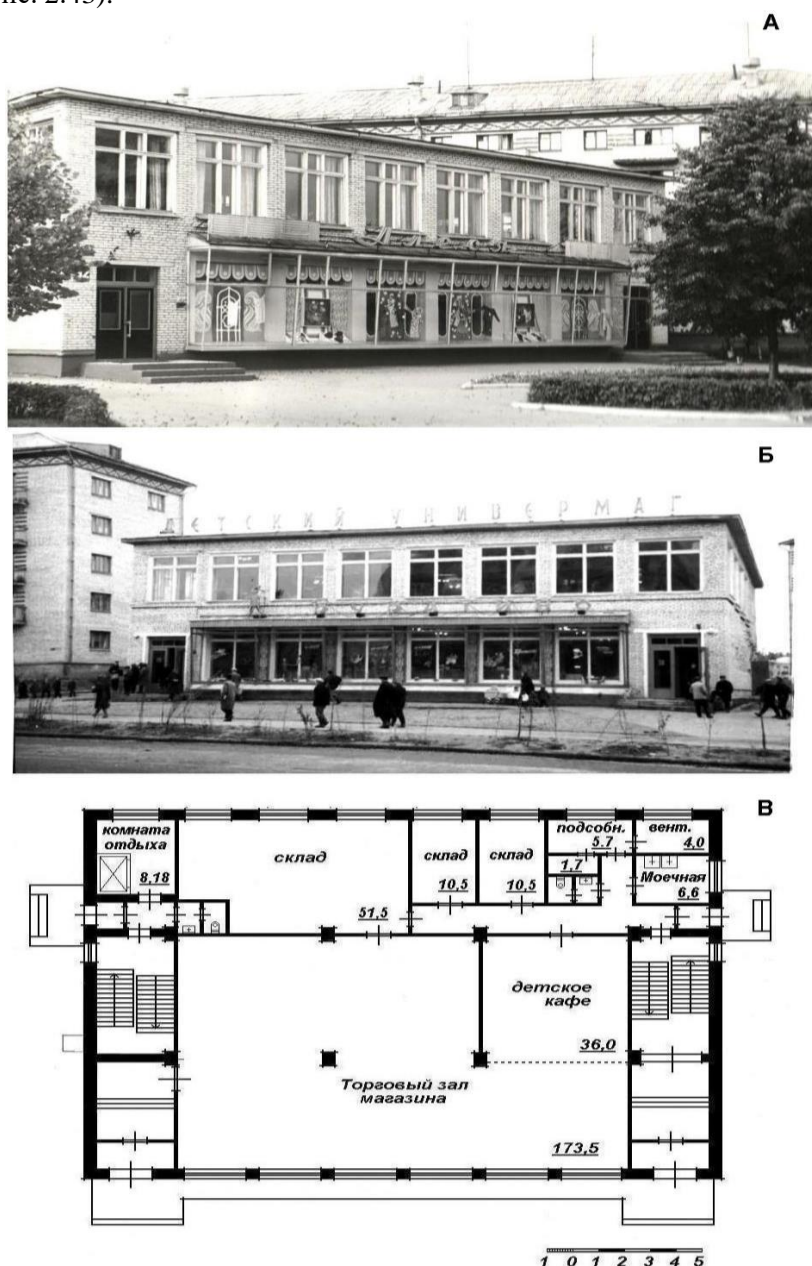 ис. 2.43).
А
Б
ДЕТСКИЙ УНИВЕРМАГ
БУРАТИНО
В
комната
отдыха
8,18
склад
51,5
склад
10,5
склад
10,5
подсобн.
5.7
1,7
вент.
4,0
Моечная
6,6
детское
кафе
36,0
Торговый зал
магазина
173,5
1 0 1 2 3 4 5